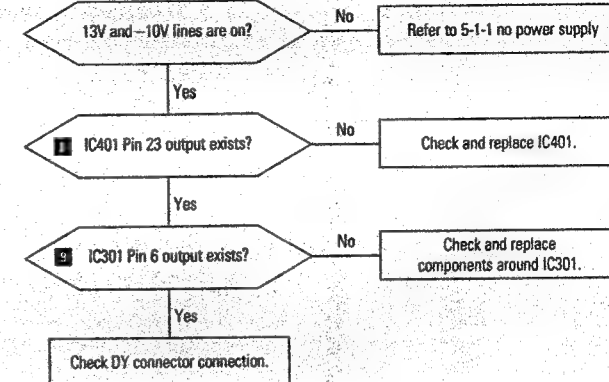 13V and –10V lines are on?
No
Refer to 5-1-1 no power supply
Yes
IC401 Pin 23 output exists?
No
Check and replace IC401.
Yes
9 IC301 Pin 6 output exists?
No
Check and replace
components around IC301.
Yes
Check DY connector connection.